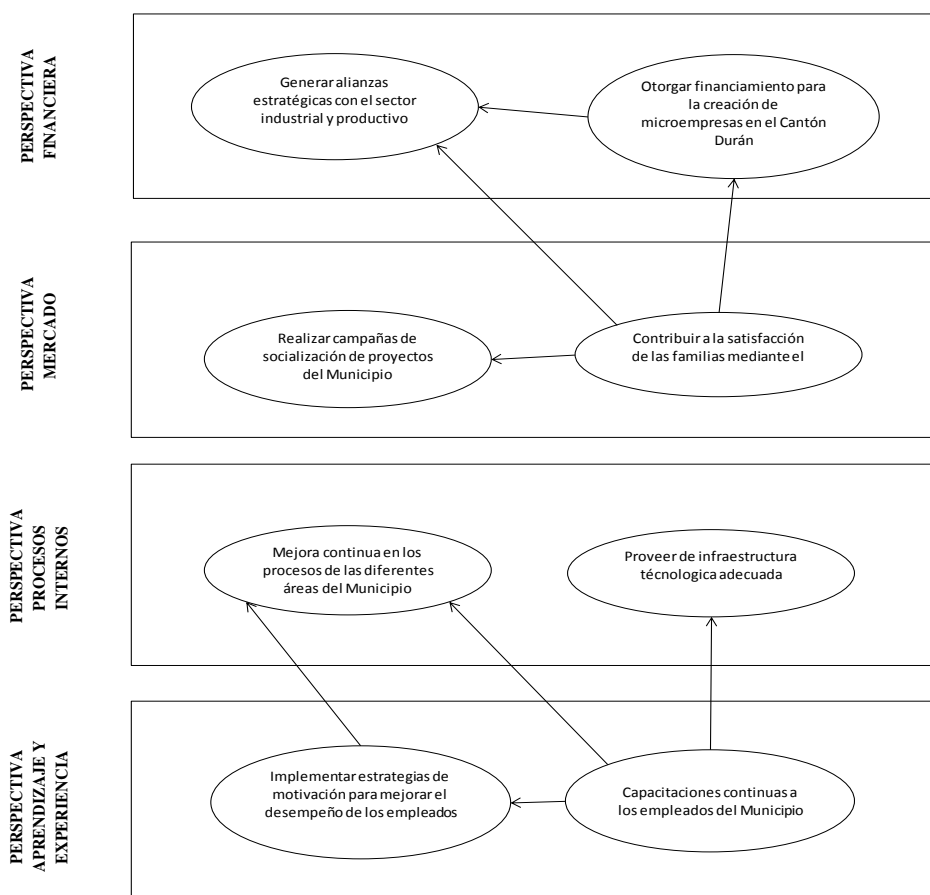 PERSPECTIVA
FINANCIERA
Generar alianzas
estratégicas con el sector
industrial y productivo
Otorgar financiamiento para
la creación de
microempresas en el Cantón
Durán
PERSPECTIVA
MERCADO
Realizar campañas de
socialización de proyectos
del Municipio
Contribuir a la satisfacción
de las familias mediante el
PERSPECTIVA
PROCESOS
INTERNOS
Mejora continua en los
procesos de las diferentes
áreas del Municipio
Proveer de infraestructura
técnologica adecuada
PERSPECTIVA
APRENDIZAJE Y
EXPERIENCIA
Implementar estrategias de
motivación para mejorar el
desempeño de los empleados
Capacitaciones continuas a
los empleados del Municipio